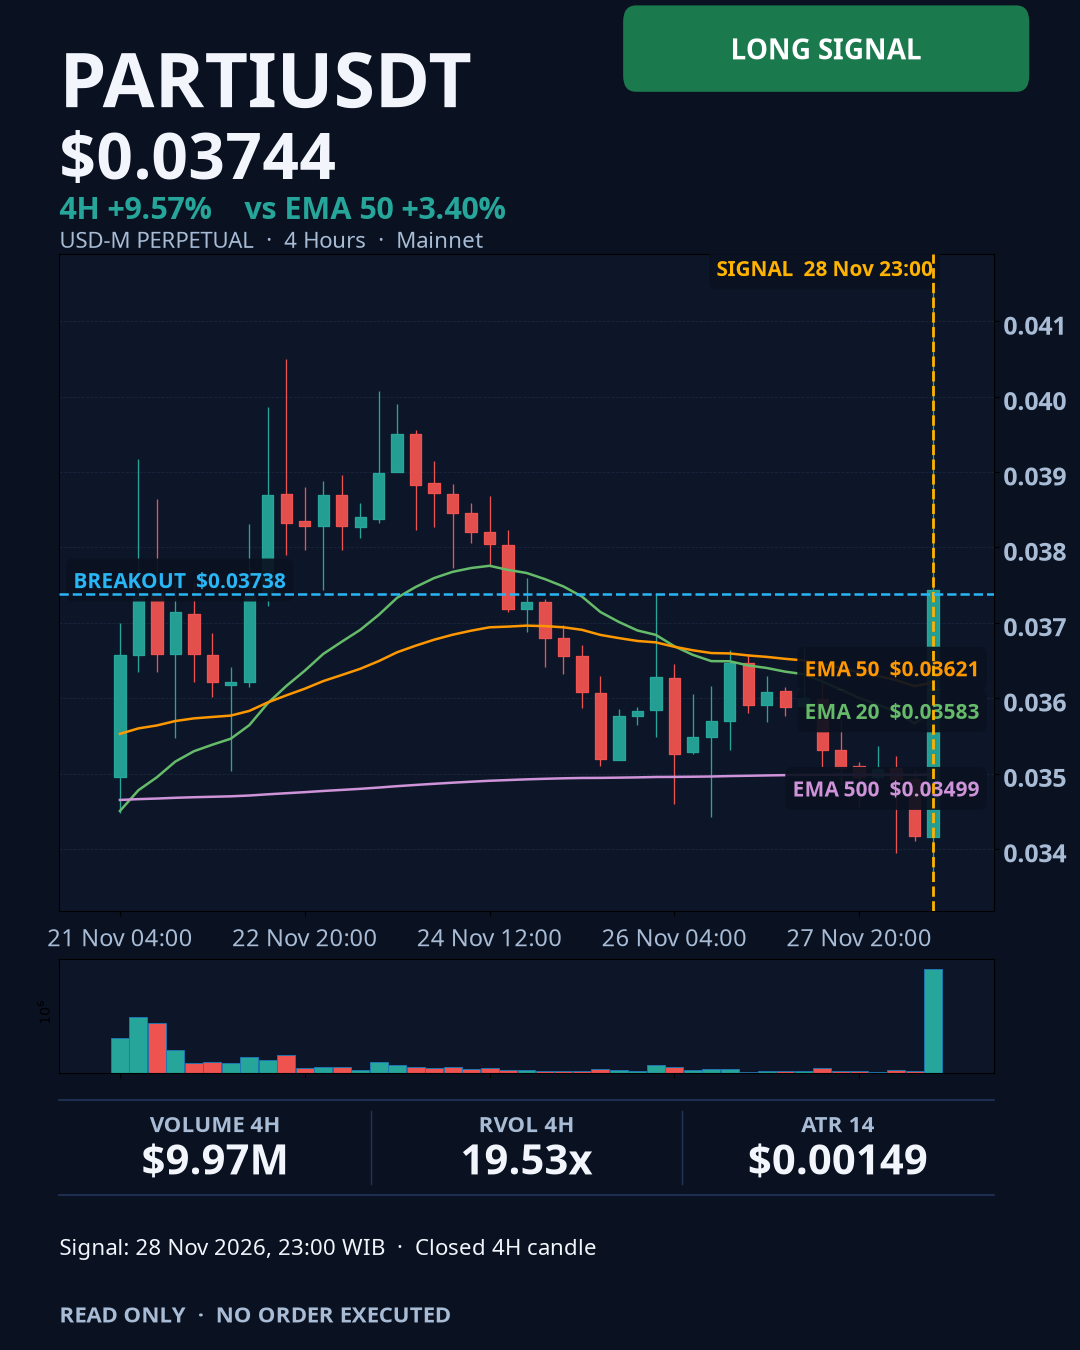 LONG SIGNAL
PARTIUSDT
$0.03744
4H +9.57% vs EMA 50 +3.40%
USD-M PERPETUAL · 4 Hours · Mainnet
SIGNAL 28 Nov 23:00
0.041
0.040
0.039
0.038
BREAKOUT $0.03738
0.037
EMA 50 $0.03621
0.036
EMA 20 $0.03583
0.035
EMA 500 $0.03499
0.034
21 Nov 04:00 22 Nov 20:00 24 Nov 12:00 26 Nov 04:00 27 Nov 20:00
10⁶
VOLUME 4H RVOL 4H ATR 14
$9.97M 19.53x $0.00149
Signal: 28 Nov 2026, 23:00 WIB · Closed 4H candle
READ ONLY · NO ORDER EXECUTED